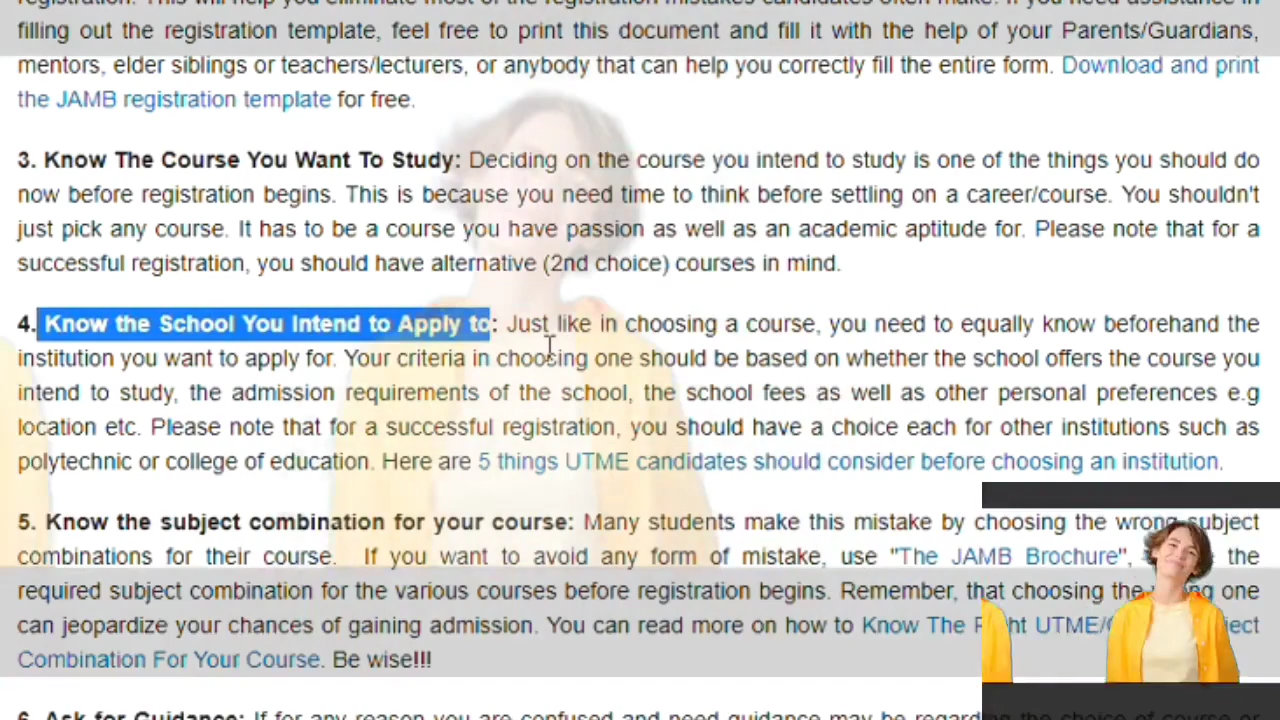 filling out the registration template, feel free to print this document and fill it with the help of your Parents/Guardians,
mentors, elder siblings or teachers/lecturers, or anybody that can help you correctly fill the entire form. Download and print
the JAMB registration template for free.
3. Know The Course You Want To Study: Deciding on the course you intend to study is one of the things you should do
now before registration begins. This is because you need time to think before settling on a career/course. You shouldn't
just pick any course. It has to be a course you have passion as well as an academic aptitude for. Please note that for a
successful registration, you should have alternative (2nd choice) courses in mind.
4. Know the School You Intend to Apply to: Just like in choosing a course, you need to equally know beforehand the
institution you want to apply for. Your criteria in choosing one should be based on whether the school offers the course you
intend to study, the admission requirements of the school, the school fees as well as other personal preferences e.g
location etc. Please note that for a successful registration, you should have a choice each for other institutions such as
polytechnic or college of education. Here are 5 things UTME candidates should consider before choosing an institution.
5. Know the subject combination for your course: Many students make this mistake by choosing the wrong subject
combinations for their course. If you want to avoid any form of mistake, use "The JAMB Brochure", the
required subject combination for the various courses before registration begins. Remember, that choosing the one
can jeopardize your chances of gaining admission. You can read more on how to Know The UTME/
Combination For Your Course. Be wise!!!